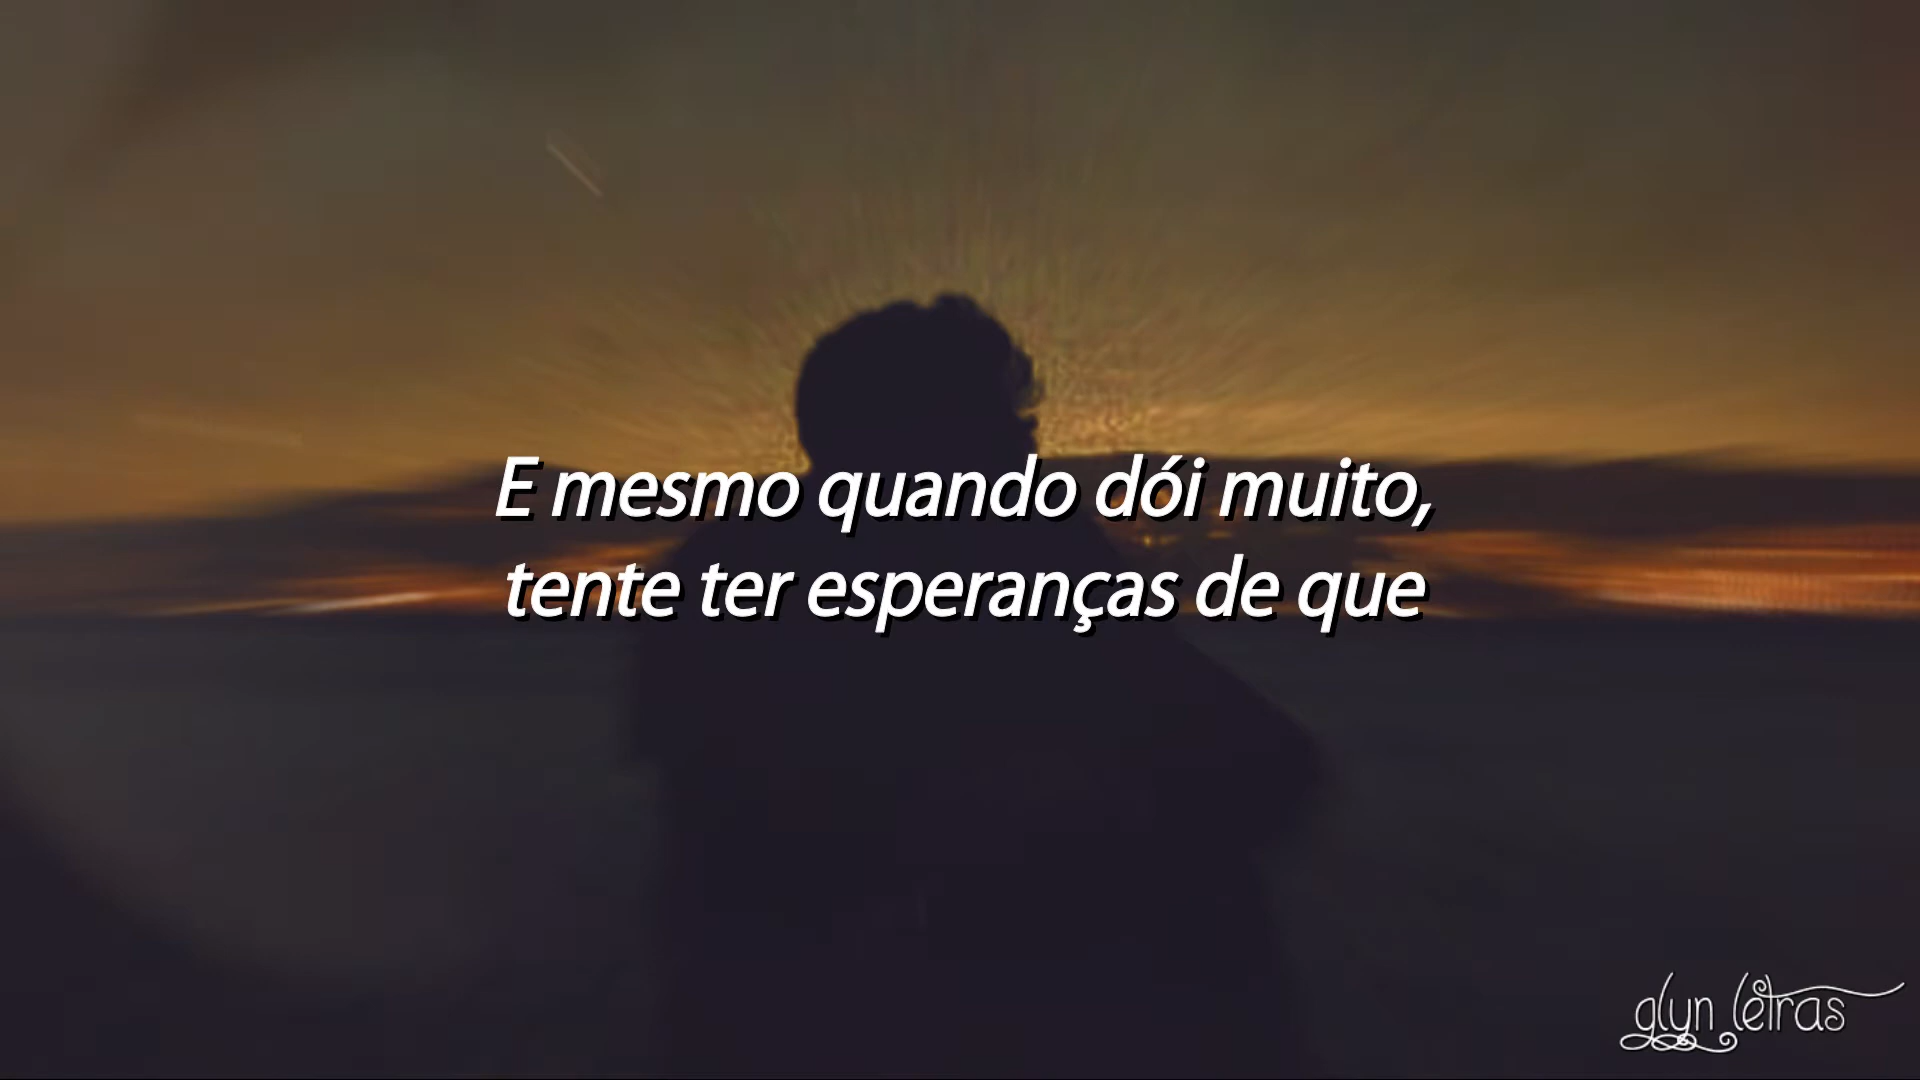 E mesmo quando dói muito,
tente ter esperanças de que
glyn letras